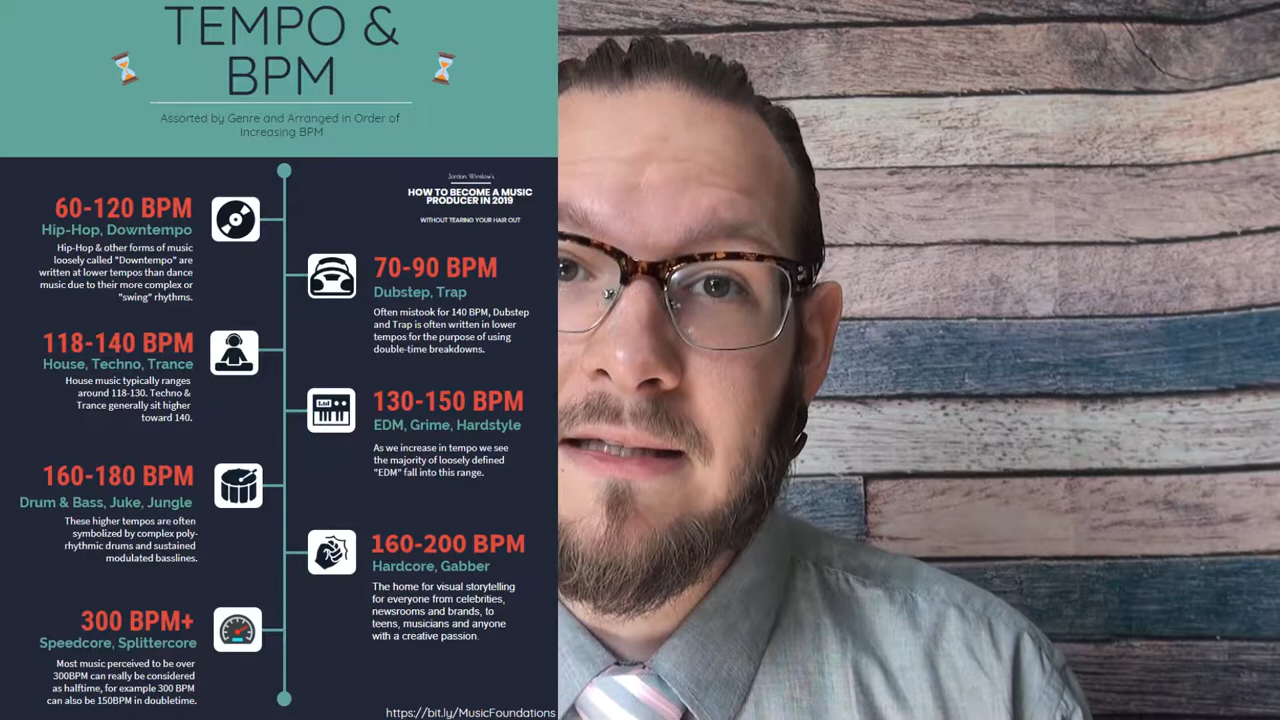 TEMPO &
BPM
Assorted by Genre and Arranged in Order of
Increasing BPM
Jordan Winslow's
HOW TO BECOME A MUSIC
PRODUCER IN 2019
WITHOUT TEARING YOUR HAIR OUT
60-120 BPM
Hip-Hop, Downtempo
Hip-Hop & other forms of music
loosely called "Downtempo" are
written at lower tempos than dance
music due to their more complex or
"swing" rhythms.
70-90 BPM
Dubstep, Trap
Often mistook for 140 BPM, Dubstep
and Trap is often written in lower
tempos for the purpose of using
double-time breakdowns.
118-140 BPM
House, Techno, Trance
House music typically ranges
around 118-130. Techno &
Trance generally sit higher
toward 140.
130-150 BPM
EDM, Grime, Hardstyle
As we increase in tempo we see
the majority of loosely defined
"EDM" fall into this range.
160-180 BPM
Drum & Bass, Juke, Jungle
These higher tempos are often
symbolized by complex poly-
rhythmic drums and sustained
modulated basslines.
160-200 BPM
Hardcore, Gabber
The home for visual storytelling
for everyone from celebrities,
newsrooms and brands, to
teens, musicians and anyone
with a creative passion.
300 BPM+
Speedcore, Splittercore
Most music perceived to be over
300BPM can really be considered
as halftime, for example 300 BPM
can also be 150BPM in doubletime.
https://bit.ly/MusicFoundations